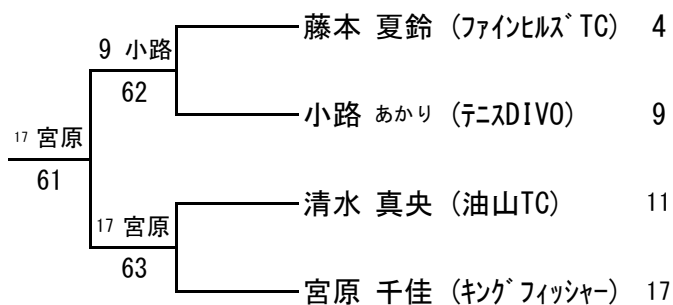 藤本 夏鈴 (ファインヒルズTC) 4
9 小路
62
小路 あかり (テニスDIVO) 9
17 宮原
61
清水 真央 (油山TC) 11
17 宮原
63
宮原 千佳 (キングフィッシャー) 17